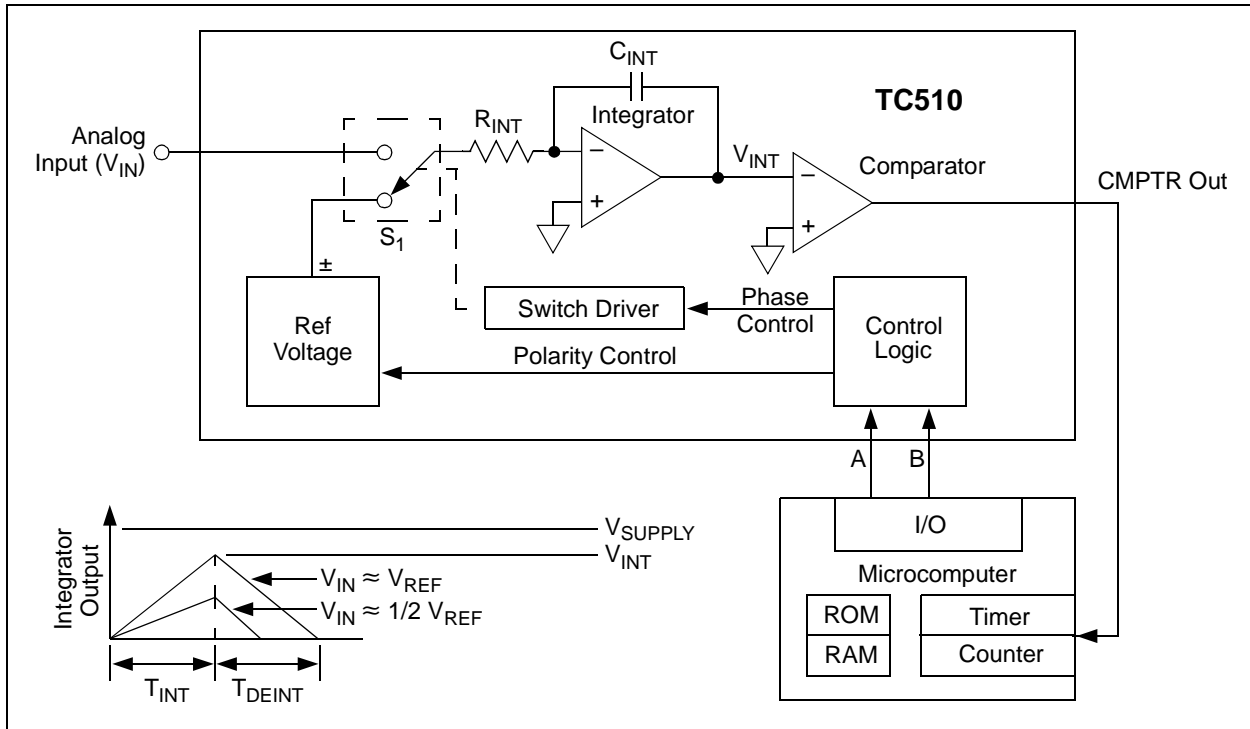 C_INT
TC510
Integrator
R_INT
Analog
Input (V_IN)
−
+
V_INT
−
+
Comparator
CMPTR Out
S_1
±
Ref
Voltage
Switch Driver
Phase
Control
Control
Logic
Polarity Control
A
B
I/O
Microcomputer
ROM
RAM
Timer
Counter
Integrator
Output
V_SUPPLY
V_INT
V_IN ≈ V_REF
V_IN ≈ 1/2 V_REF
T_INT
T_DEINT